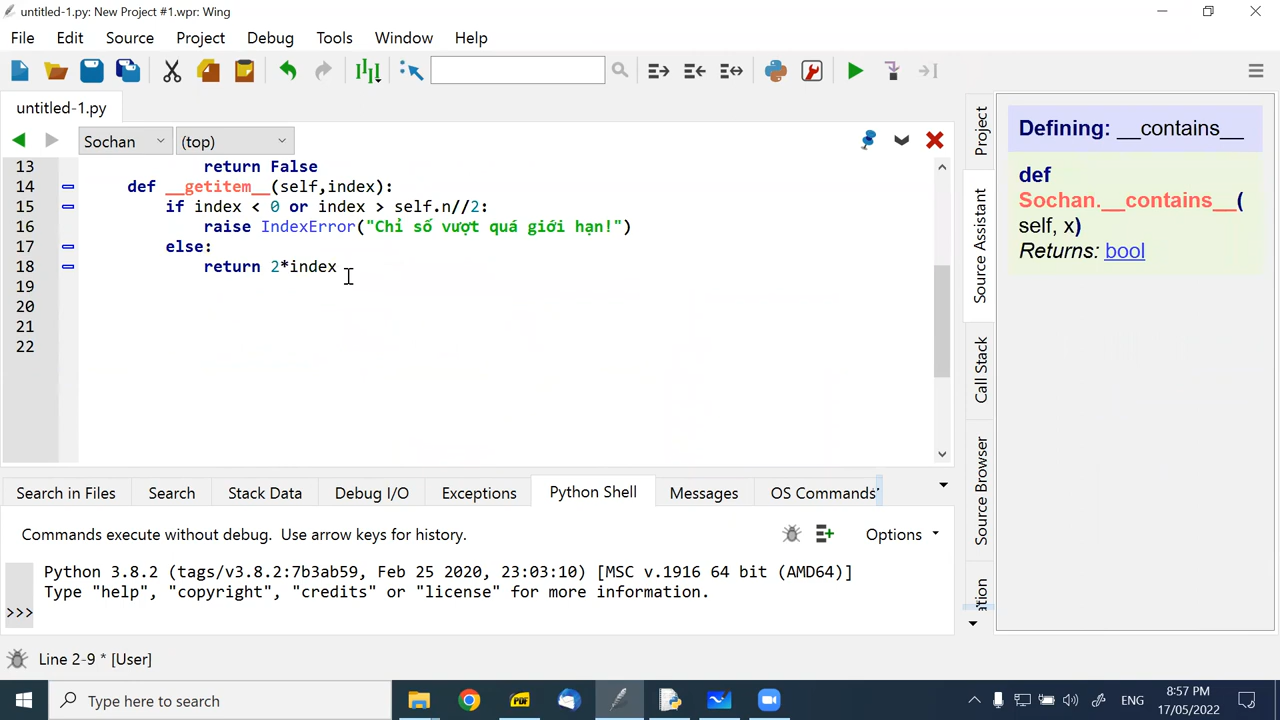 untitled-1.py: New Project #1.wpr: Wing
File Edit Source Project Debug Tools Window Help
untitled-1.py
Sochan (top)
13 return False
14 def __getitem__(self,index):
15 if index < 0 or index > self.n//2:
16 raise IndexError("Chỉ số vượt quá giới hạn!")
17 else:
18 return 2*index
19
20
21
22
Project
Source Assistant
Call Stack
Source Browser
Defining: __contains__
def
Sochan.__contains__(
self, x)
Returns: bool
Search in Files Search Stack Data Debug I/O Exceptions Python Shell Messages OS Commands
Commands execute without debug. Use arrow keys for history. Options
Python 3.8.2 (tags/v3.8.2:7b3ab59, Feb 25 2020, 23:03:10) [MSC v.1916 64 bit (AMD64)]
Type "help", "copyright", "credits" or "license" for more information.
>>>
Line 2-9 * [User]
Type here to search
PDF
ENG
8:57 PM
17/05/2022